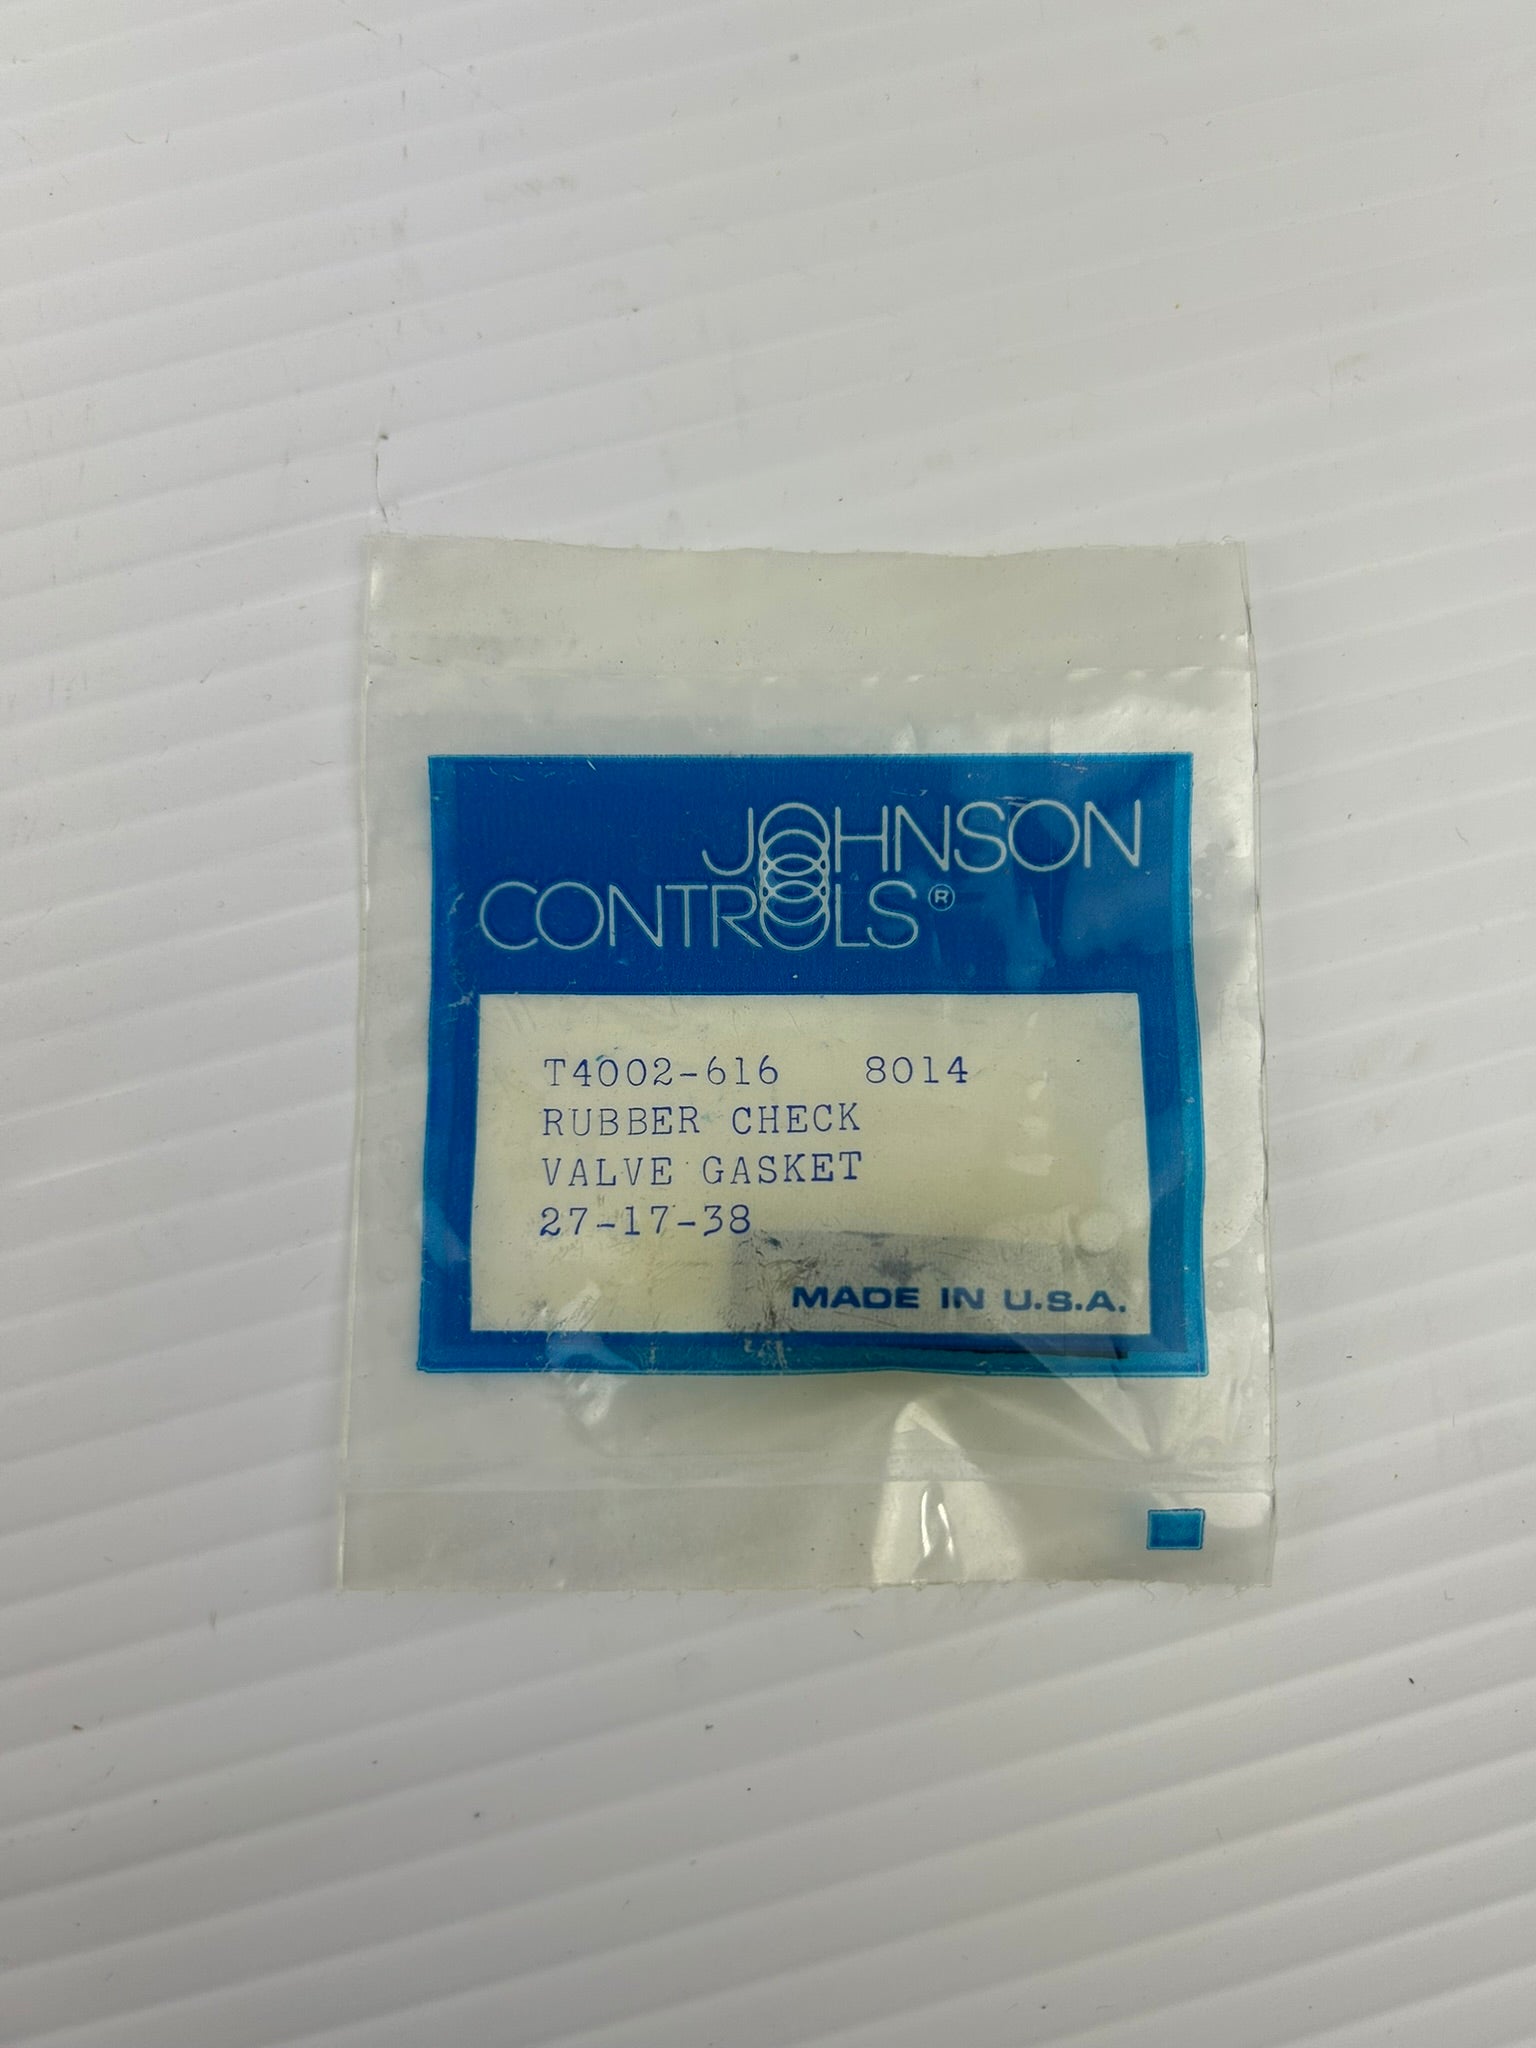 JOHNSON
CONTROLS®
T4002-616 8014
RUBBER CHECK
VALVE GASKET
27-17-38
MADE IN U.S.A.